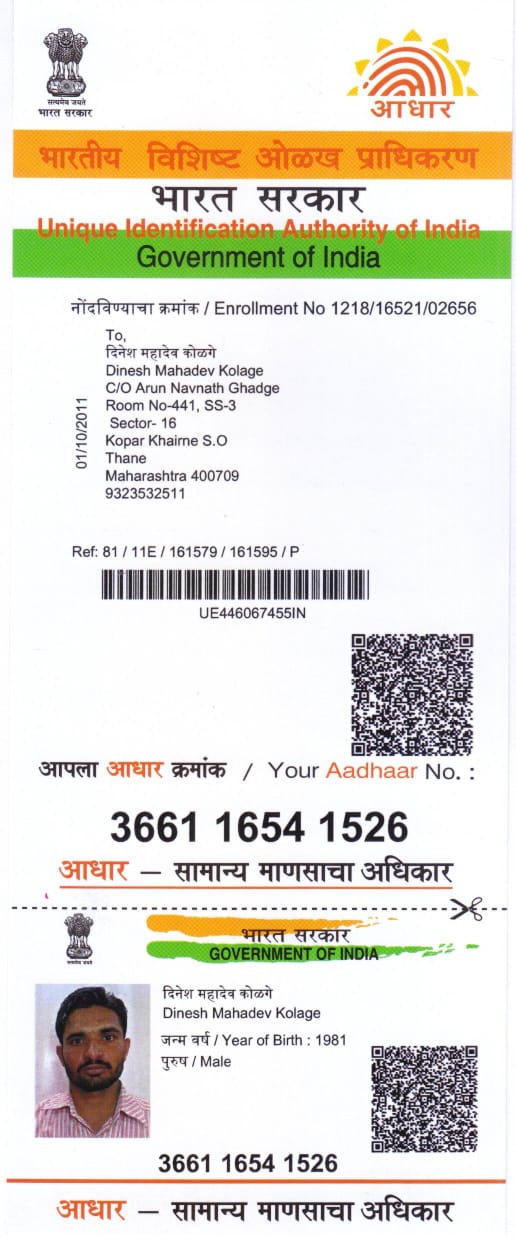 सत्यमेव जयते
भारत सरकार
आधार
भारतीय विशिष्ट ओळख प्राधिकरण
भारत सरकार
Unique Identification Authority of India
Government of India
नोंदविण्याचा क्रमांक / Enrollment No 1218/16521/02656
To,
दिनेश महादेव कोळगे
Dinesh Mahadev Kolage
C/O Arun Navnath Ghadge
Room No-441, SS-3
Sector- 16
Kopar Khairne S.O
Thane
Maharashtra 400709
9323532511
01/10/2011
Ref: 81 / 11E / 161579 / 161595 / P
UE446067455IN
आपला आधार क्रमांक / Your Aadhaar No. :
3661 1654 1526
आधार — सामान्य माणसाचा अधिकार
सत्यमेव जयते
भारत सरकार
GOVERNMENT OF INDIA
दिनेश महादेव कोळगे
Dinesh Mahadev Kolage
जन्म वर्ष / Year of Birth : 1981
पुरुष / Male
3661 1654 1526
आधार — सामान्य माणसाचा अधिकार